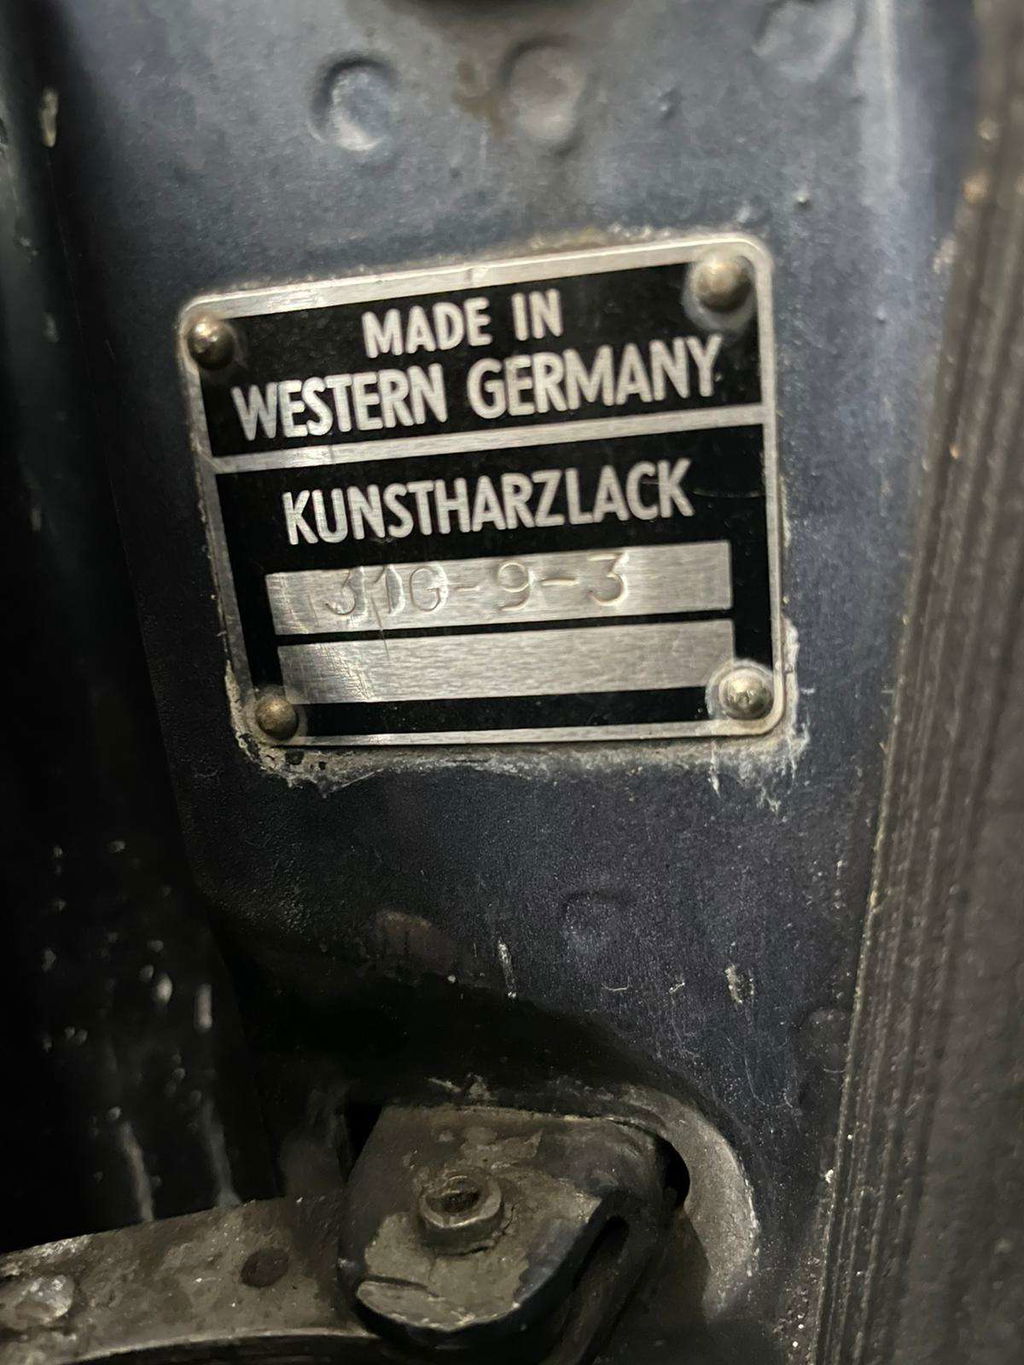 MADE IN
WESTERN GERMANY
KUNSTHARZLACK
310-9-3